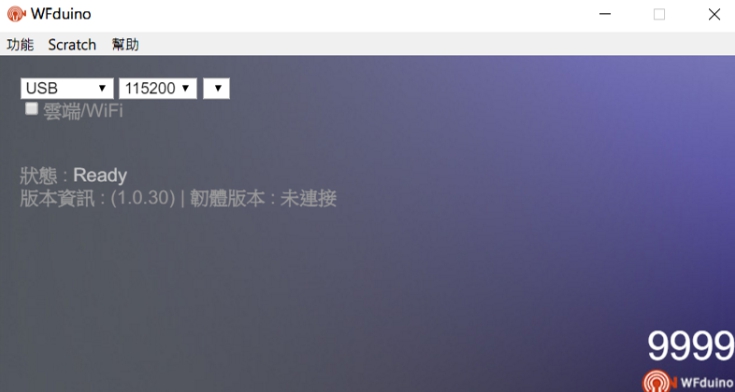 WFduino
功能 Scratch 幫助
USB 115200
雲端/WiFi
狀態 : Ready
版本資訊 : (1.0.30) | 韌體版本 : 未連接
9999
WFduino